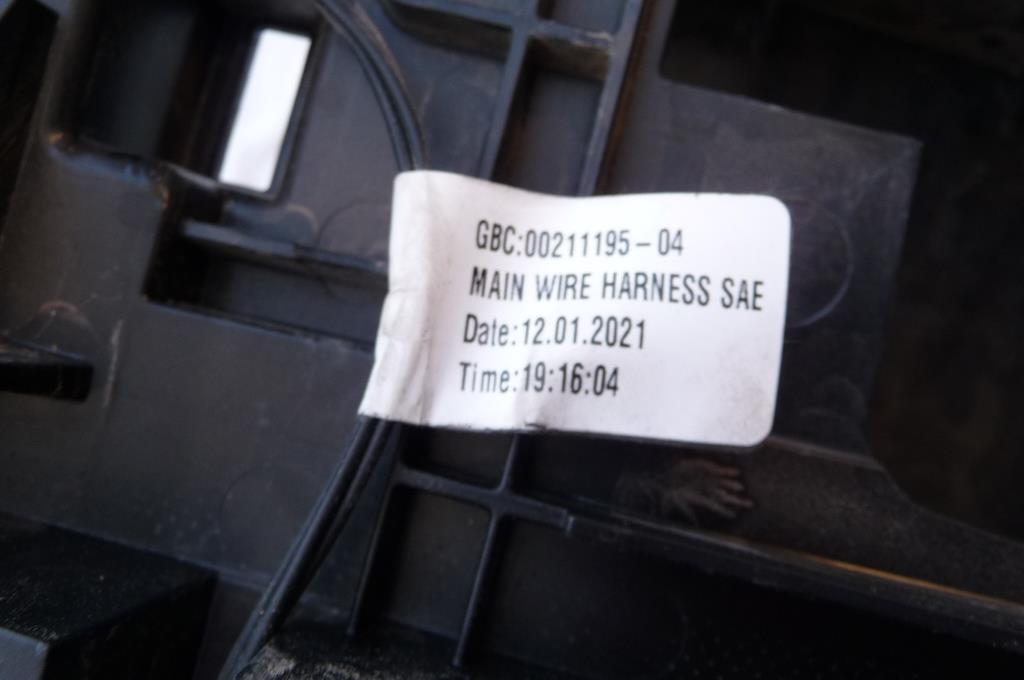 GBC:00211195-04
MAIN WIRE HARNESS SAE
Date:12.01.2021
Time:19:16:04